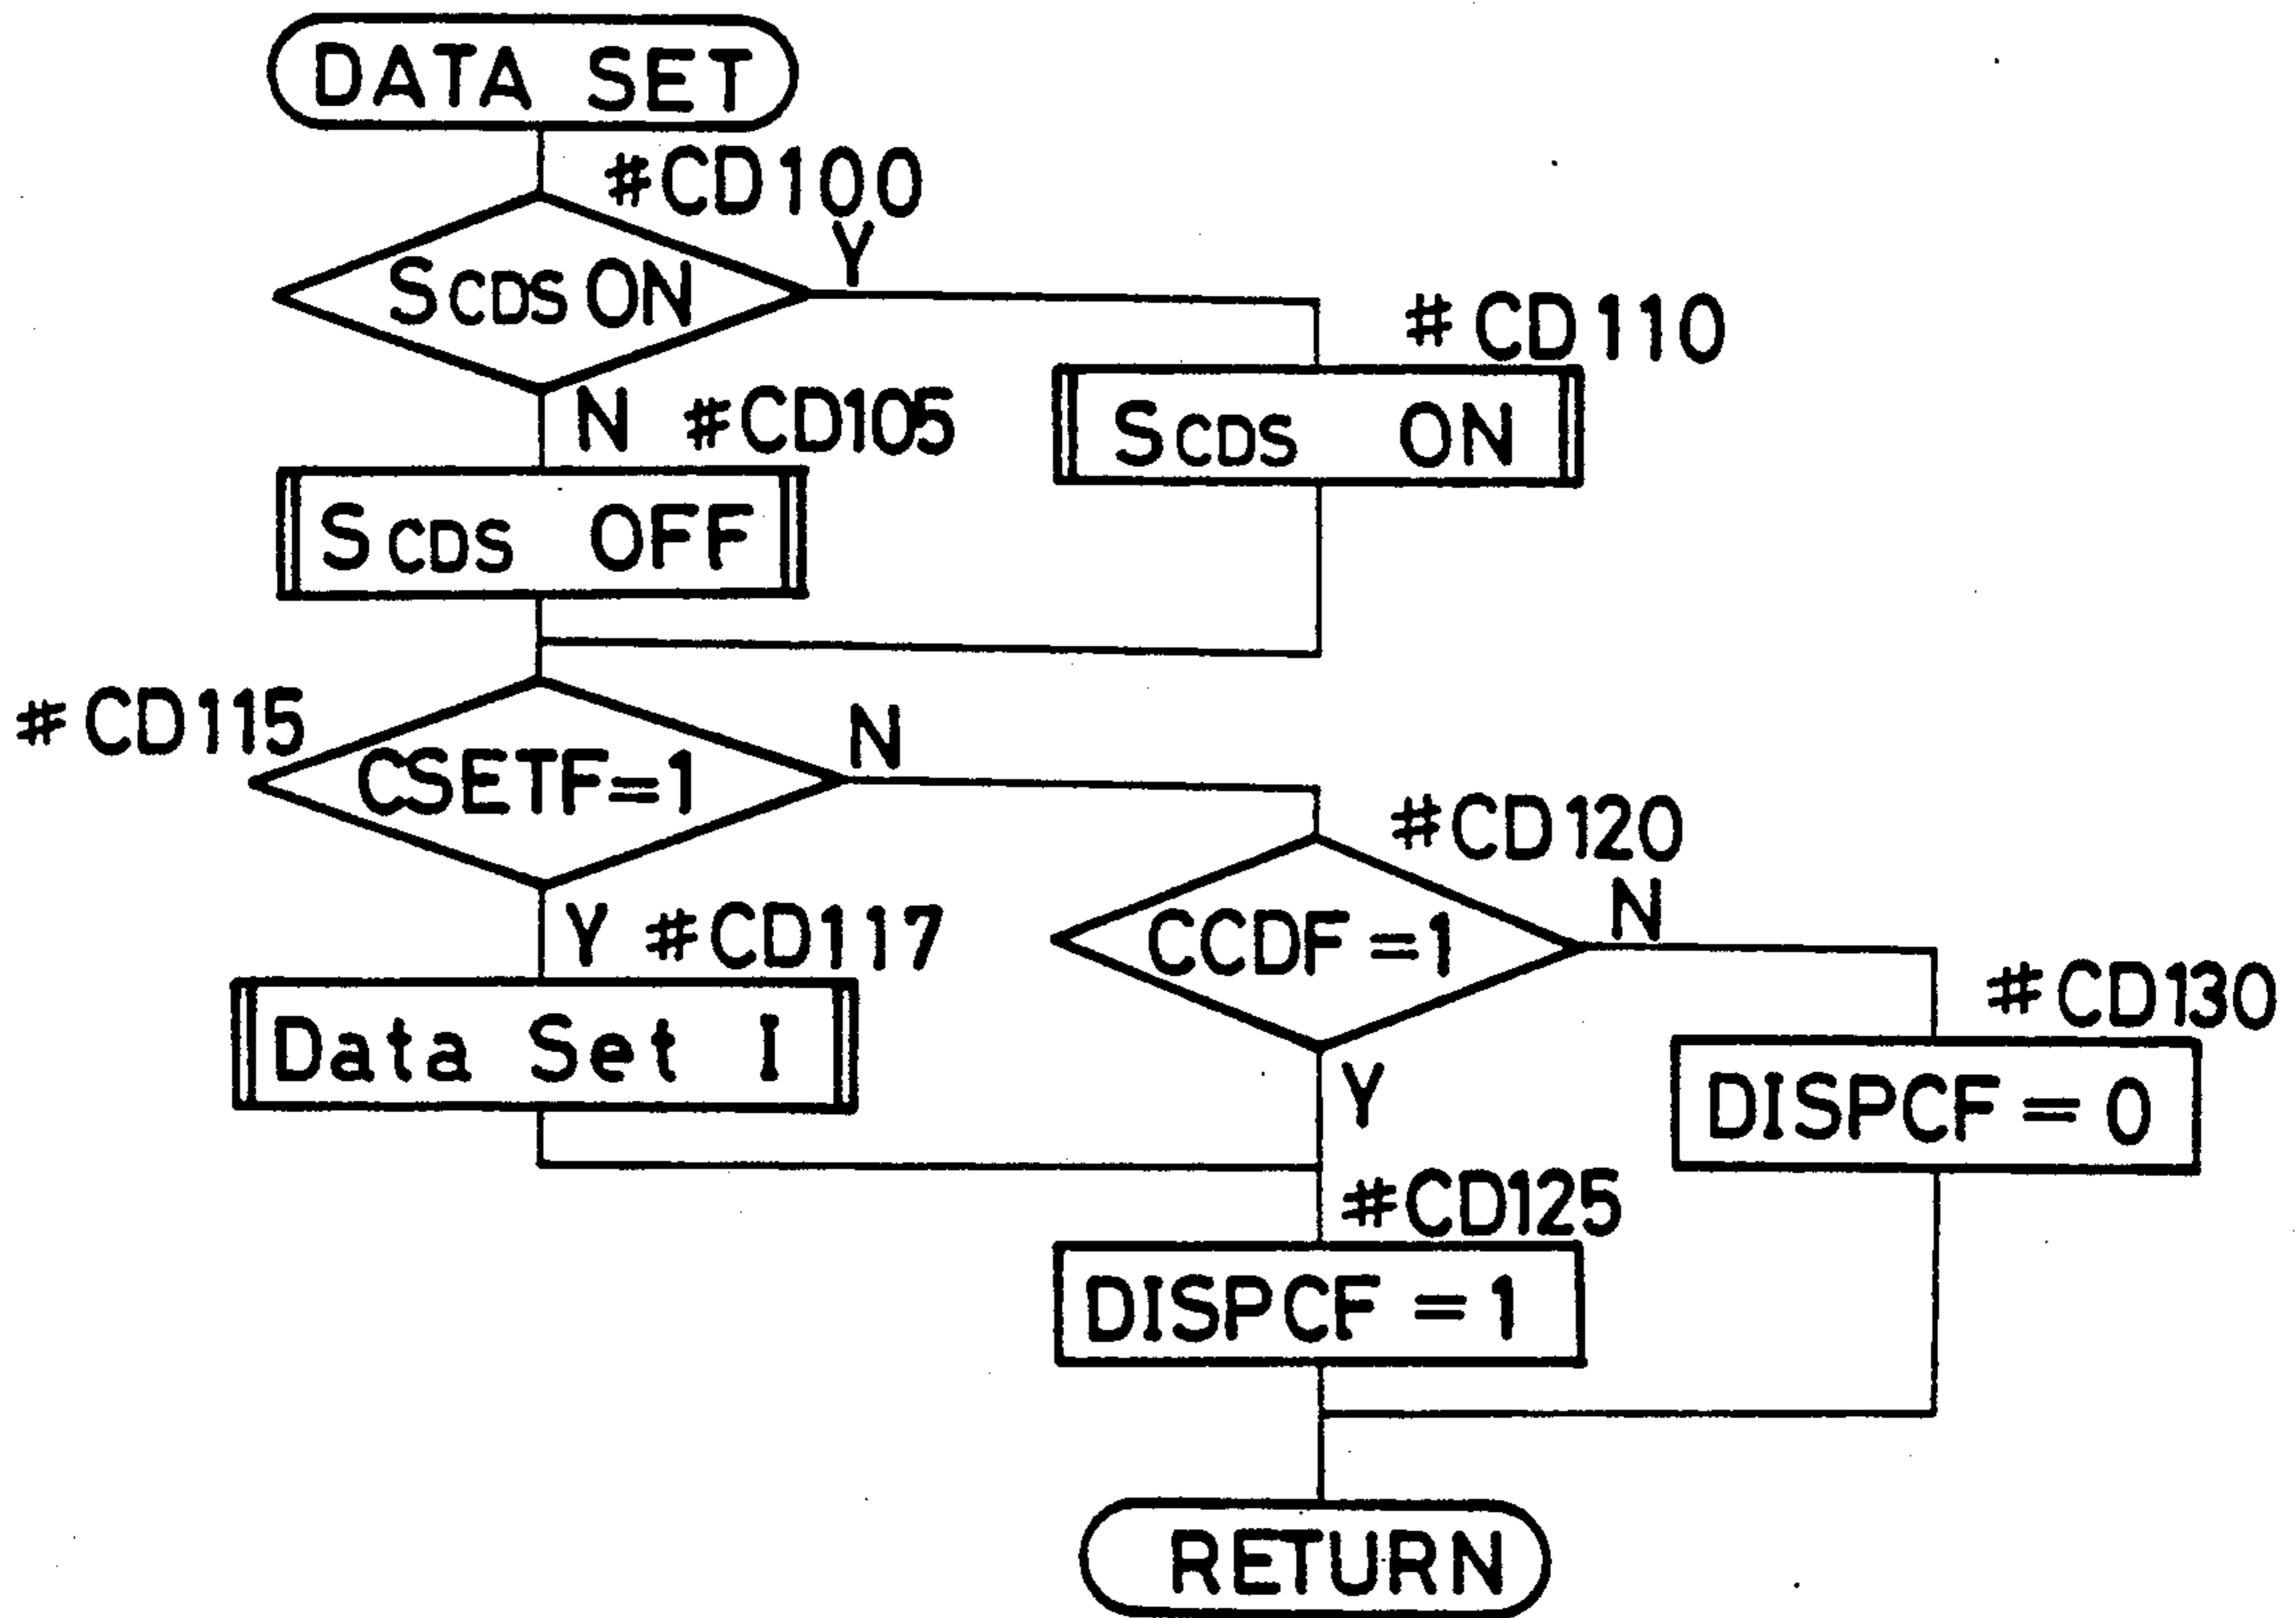 DATA SET
#CD100
SCDS ON
Y
#CD110
SCDS ON
N #CD105
SCDS OFF
#CD115
CSETF=1
N
#CD120
CCDF=1
N
Y #CD117
Data Set I
#CD130
DISPCF=0
Y
#CD125
DISPCF=1
RETURN